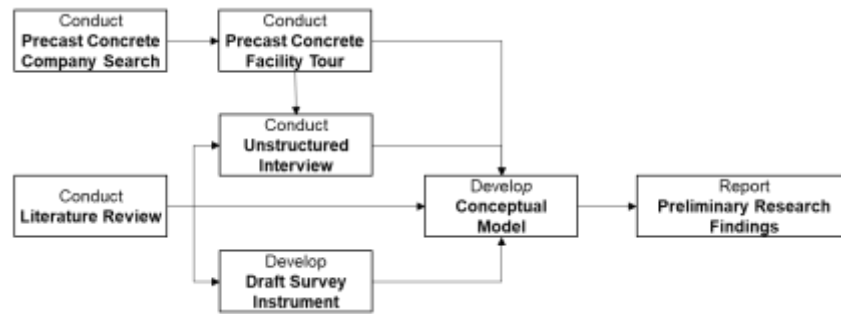 Conduct
Precast Concrete
Company Search
Conduct
Precast Concrete
Facility Tour
Conduct
Unstructured
Interview
Conduct
Literature Review
Develop
Conceptual
Model
Report
Preliminary Research
Findings
Develop
Draft Survey
Instrument